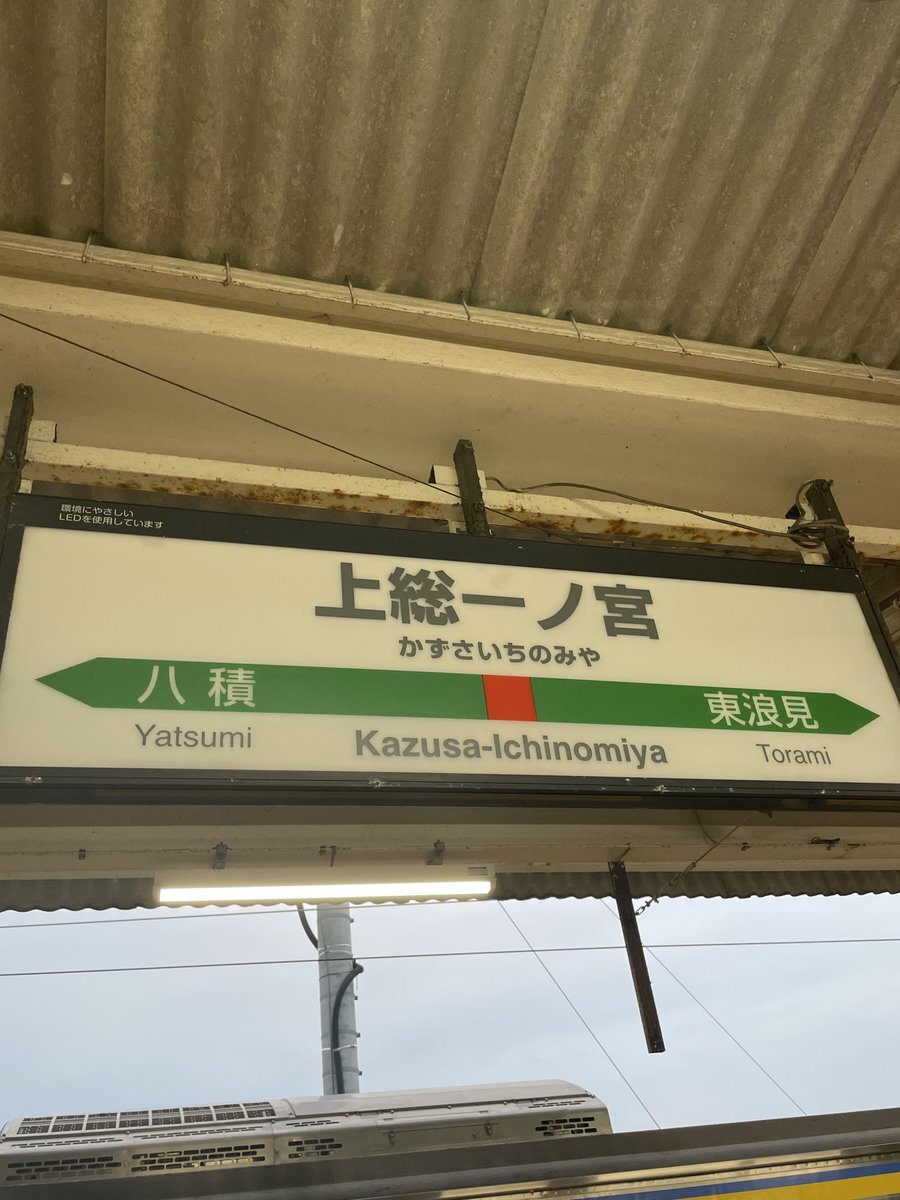 環境にやさしい
LEDを使用しています
上総一ノ宮
かずさいちのみや
八積
東浪見
Yatsumi
Kazusa-Ichinomiya
Torami